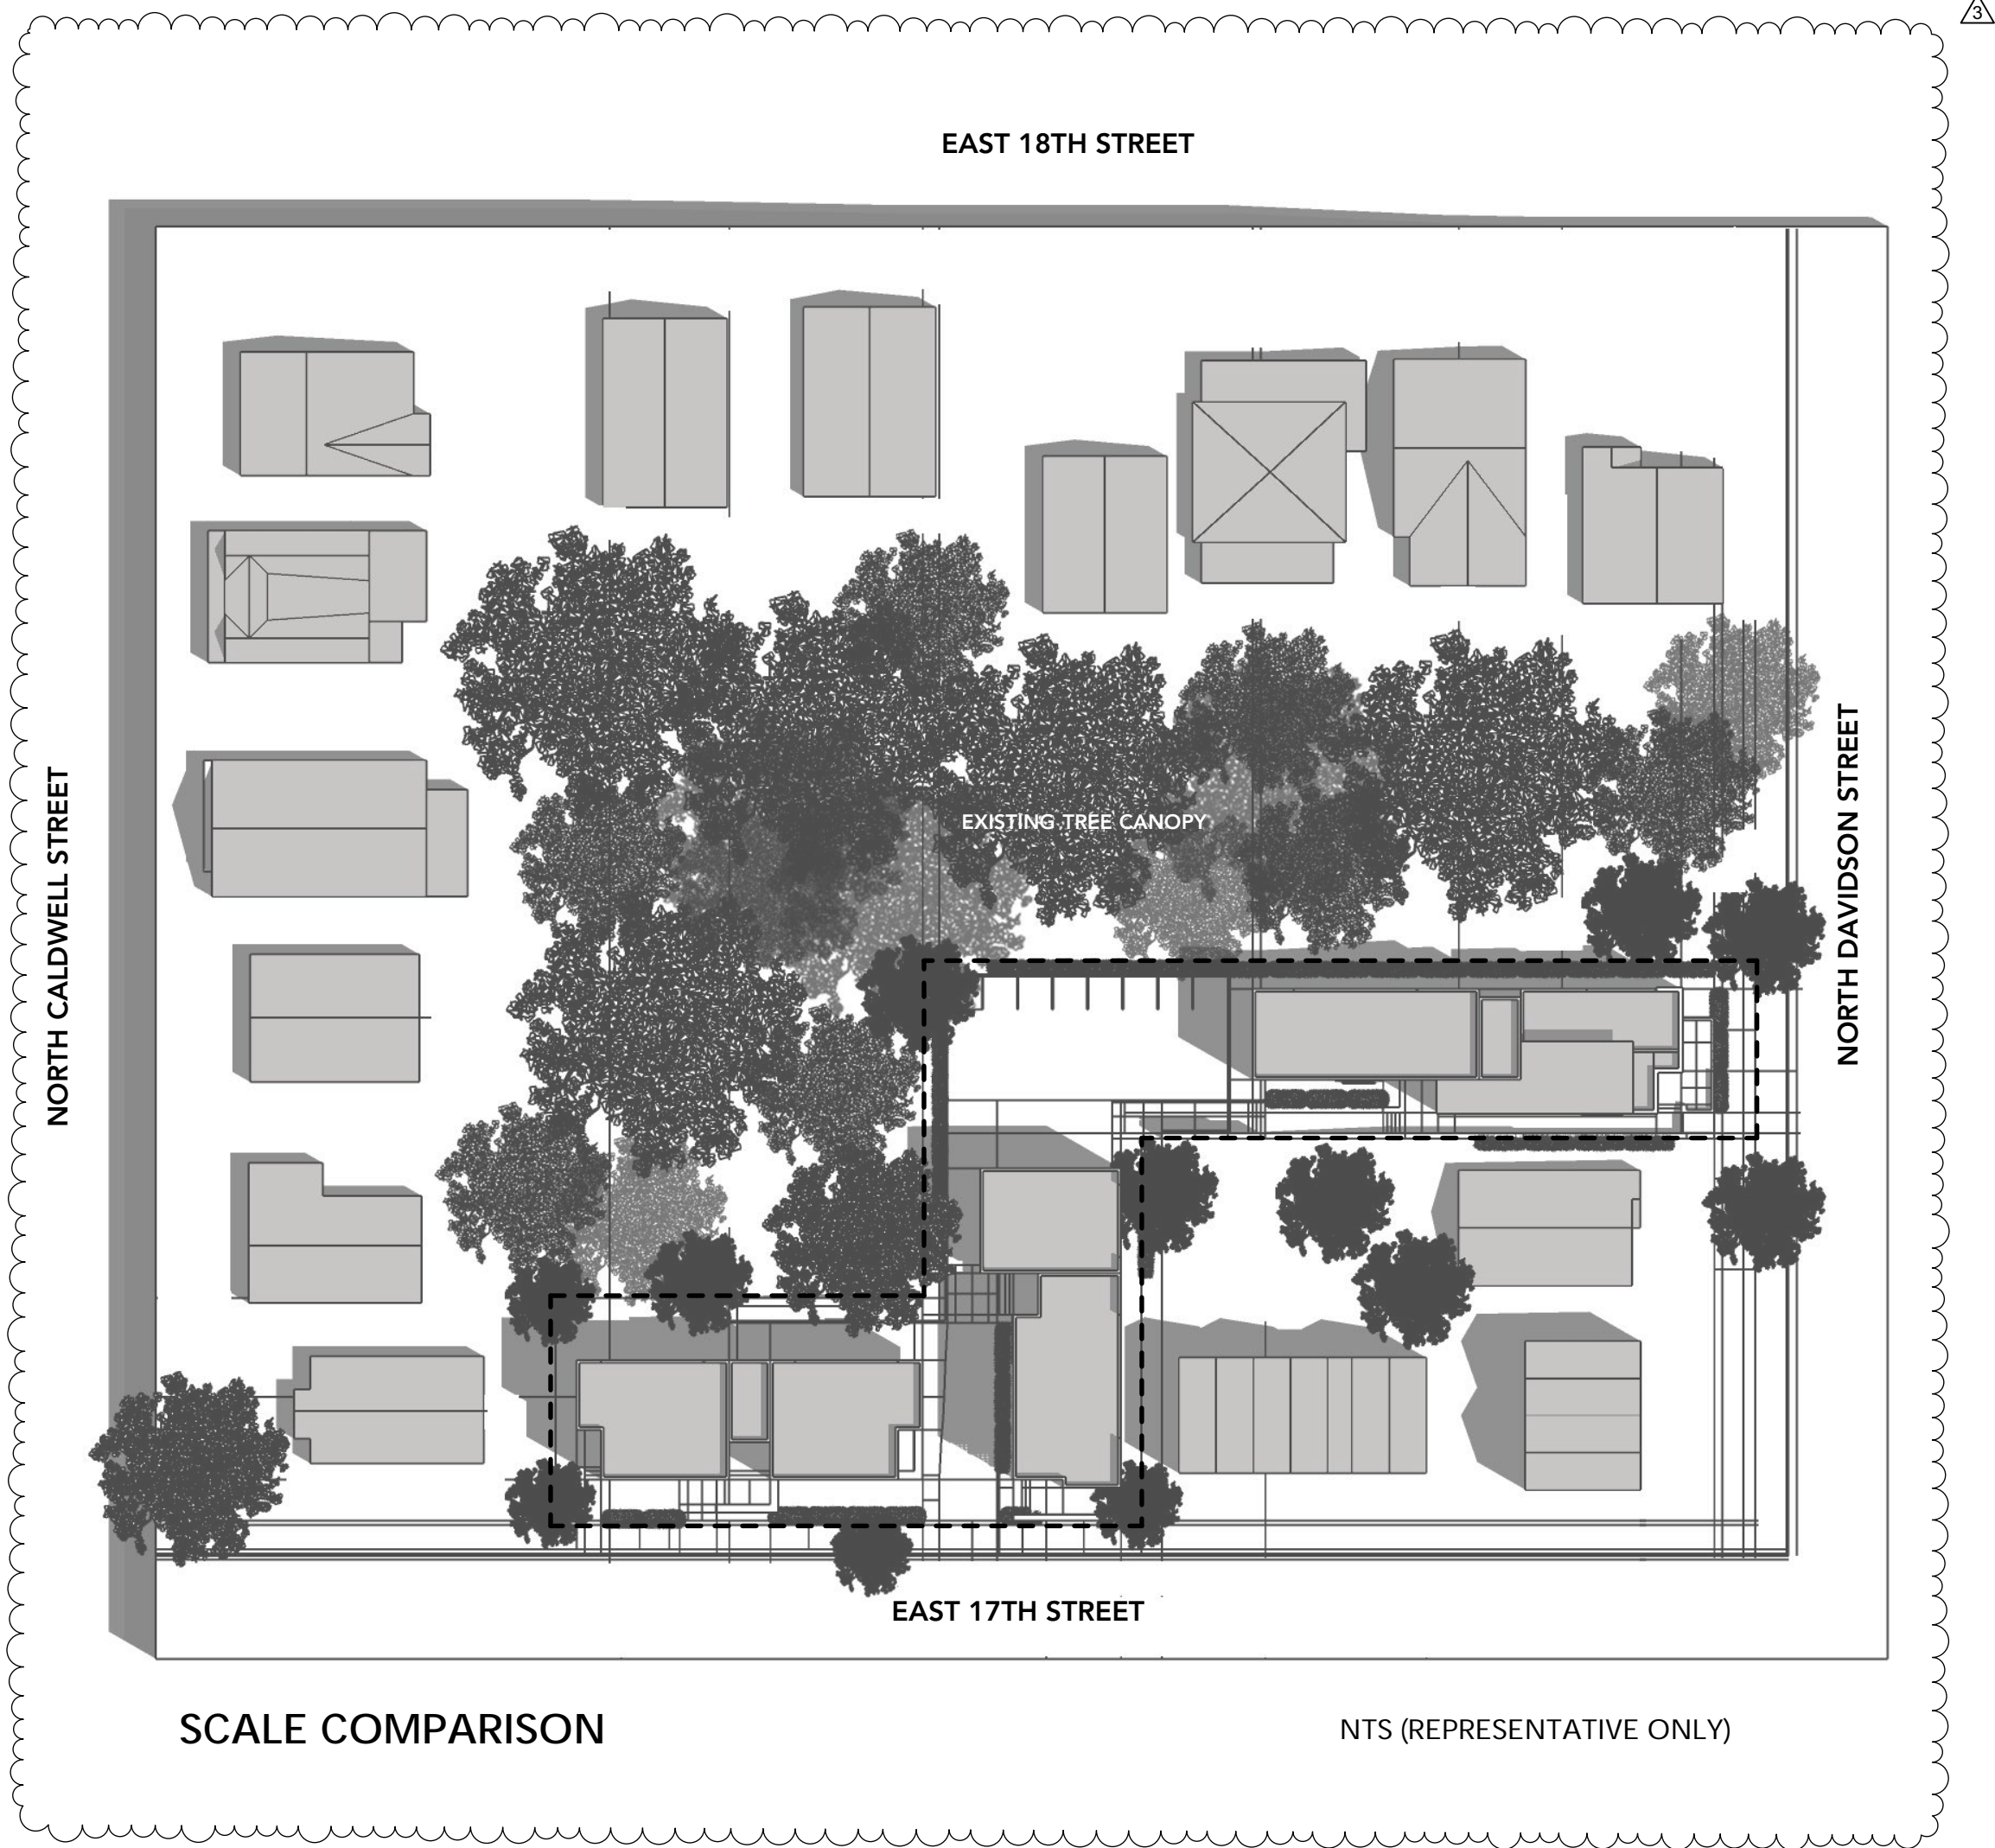 3
EAST 18TH STREET
NORTH CALDWELL STREET
EXISTING TREE CANOPY
NORTH DAVIDSON STREET
EAST 17TH STREET
SCALE COMPARISON
NTS (REPRESENTATIVE ONLY)